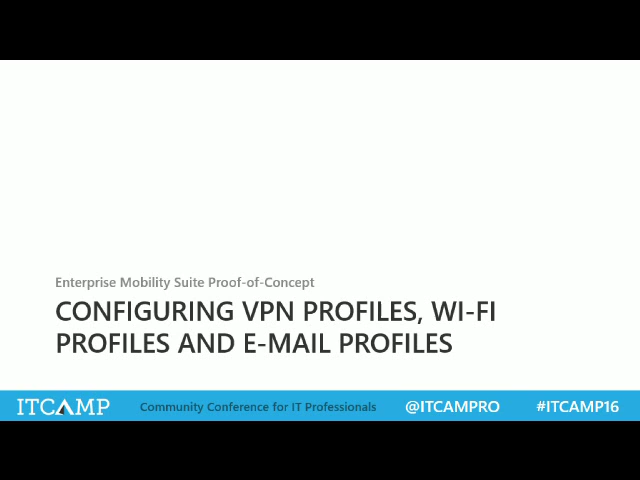 Enterprise Mobility Suite Proof-of-Concept
CONFIGURING VPN PROFILES, WI-FI
PROFILES AND E-MAIL PROFILES
ITCAMP
Community Conference for IT Professionals
@ITCAMPRO
#ITCAMP16